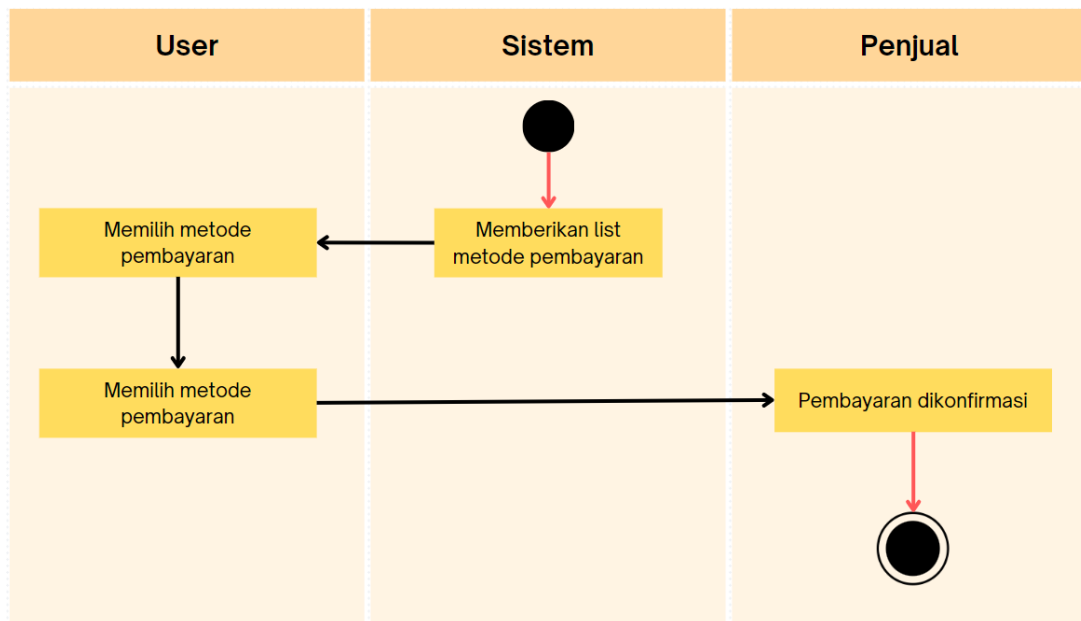 User
Sistem
Penjual
Memilih metode
pembayaran
Memberikan list
metode pembayaran
Memilih metode
pembayaran
Pembayaran dikonfirmasi